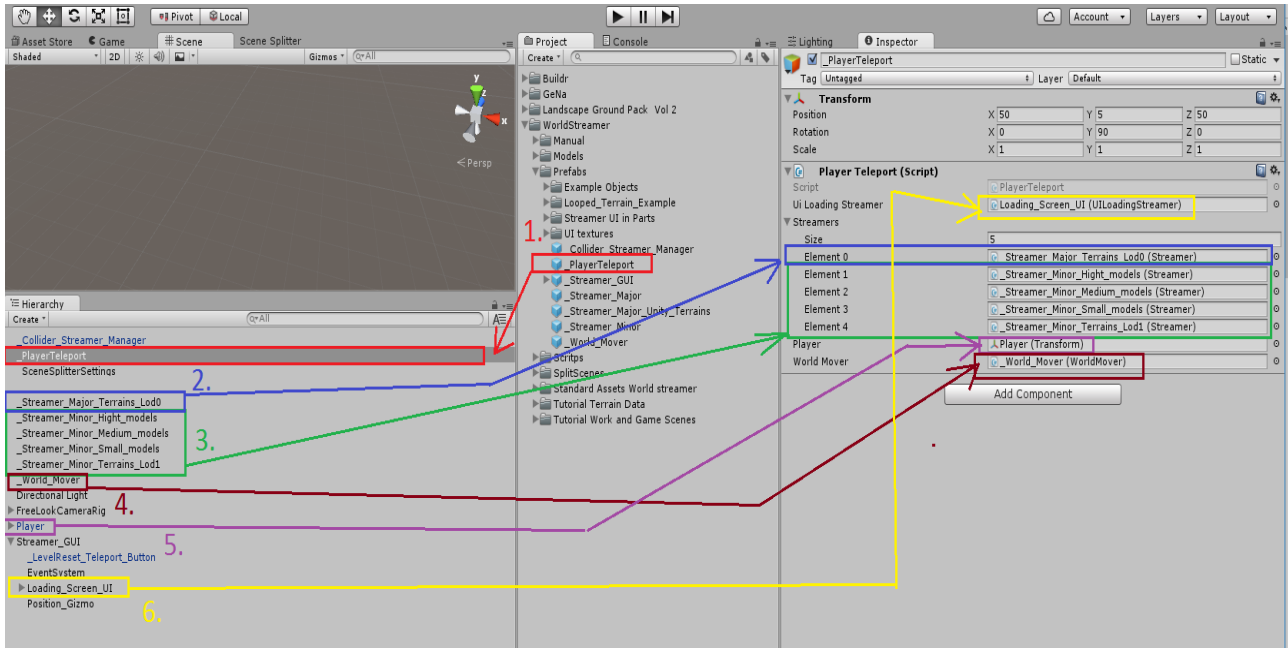 Pivot Local
Account Layers Layout
Asset Store Game Scene Scene Splitter
Shaded 2D Gizmos All
y
z
x
Persp
Hierarchy
Create All
_Collider_Streamer_Manager
_PlayerTeleport
SceneSplitterSettings
2.
_Streamer_Major_Terrains_Lod0
_Streamer_Minor_Hight_models
_Streamer_Minor_Medium_models
3.
_Streamer_Minor_Small_models
_Streamer_Minor_Terrains_Lod1
_World_Mover
4.
Directional Light
FreeLookCameraRig
Player
5.
Streamer_GUI
_LevelReset_Teleport_Button
EventSystem
Loading_Screen_UI
6.
Position_Gizmo
Project Console
Create
Buildr
GeNa
Landscape Ground Pack Vol 2
WorldStreamer
Manual
Models
Prefabs
Example Objects
Looped_Terrain_Example
Streamer UI in Parts
1.
UI textures
_Collider_Streamer_Manager
_PlayerTeleport
_Streamer_GUI
_Streamer_Major
_Streamer_Major_Unity_Terrains
_Streamer_Minor
_World_Mover
Scritps
SplitScenes
Standard Assets World streamer
Tutorial Terrain Data
Tutorial Work and Game Scenes
Lighting Inspector
_PlayerTeleport Static
Tag Untagged Layer Default
Transform
Position X 50 Y 5 Z 50
Rotation X 0 Y 90 Z 0
Scale X 1 Y 1 Z 1
Player Teleport (Script)
Script PlayerTeleport
Ui Loading Streamer Loading_Screen_UI (UILoadingStreamer)
Streamers
Size 5
Element 0 _Streamer_Major_Terrains_Lod0 (Streamer)
Element 1 _Streamer_Minor_Hight_models (Streamer)
Element 2 _Streamer_Minor_Medium_models (Streamer)
Element 3 _Streamer_Minor_Small_models (Streamer)
Element 4 _Streamer_Minor_Terrains_Lod1 (Streamer)
Player Player (Transform)
World Mover _World_Mover (WorldMover)
Add Component